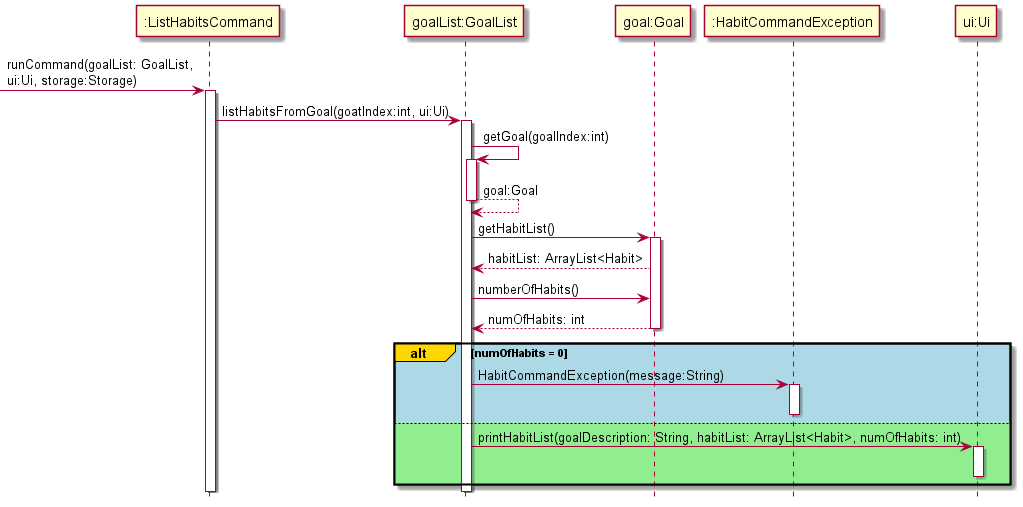 :ListHabitsCommand
goalList:GoalList
goal:Goal
:HabitCommandException
ui:Ui
runCommand(goalList: GoalList,
ui:Ui, storage:Storage)
listHabitsFromGoal(goatIndex:int, ui:Ui)
getGoal(goalIndex:int)
goal:Goal
getHabitList()
habitList: ArrayList<Habit>
numberOfHabits()
numOfHabits: int
alt
[numOfHabits = 0]
HabitCommandException(message:String)
printHabitList(goalDescription: String, habitList: ArrayList<Habit>, numOfHabits: int)